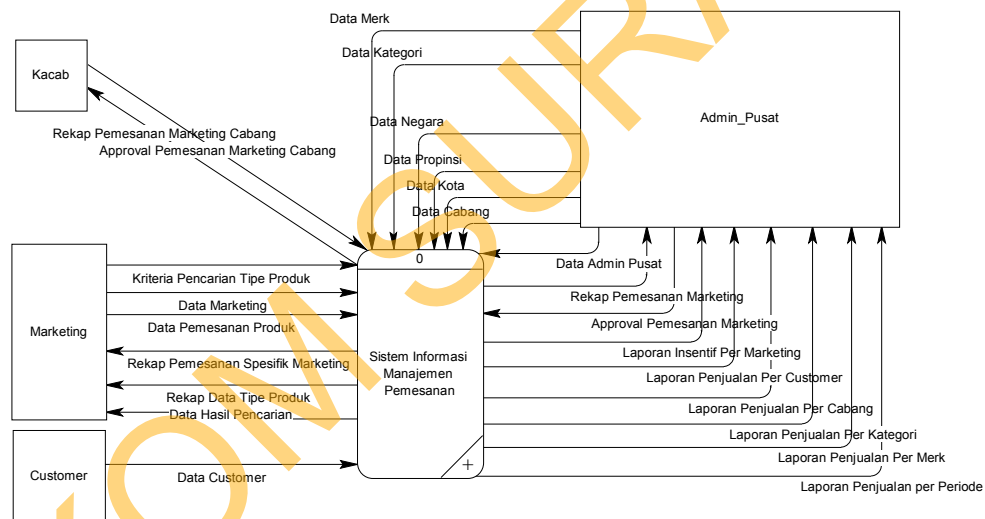 Data Merk
Data Kategori
Kacab
Admin_Pusat
Data Negara
Rekap Pemesanan Marketing Cabang
Approval Pemesanan Marketing Cabang
Data Propinsi
Data Kota
Data Cabang
0
Data Admin Pusat
Kriteria Pencarian Tipe Produk
Rekap Pemesanan Marketing
Data Marketing
Data Pemesanan Produk
Approval Pemesanan Marketing
Marketing
Sistem Informasi
Manajemen
Pemesanan
Rekap Pemesanan Spesifik Marketing
Laporan Insentif Per Marketing
Laporan Penjualan Per Customer
Rekap Data Tipe Produk
Data Hasil Pencarian
Laporan Penjualan Per Cabang
Laporan Penjualan Per Kategori
Laporan Penjualan Per Merk
Customer
Data Customer
+
Laporan Penjualan per Periode
OM SURA